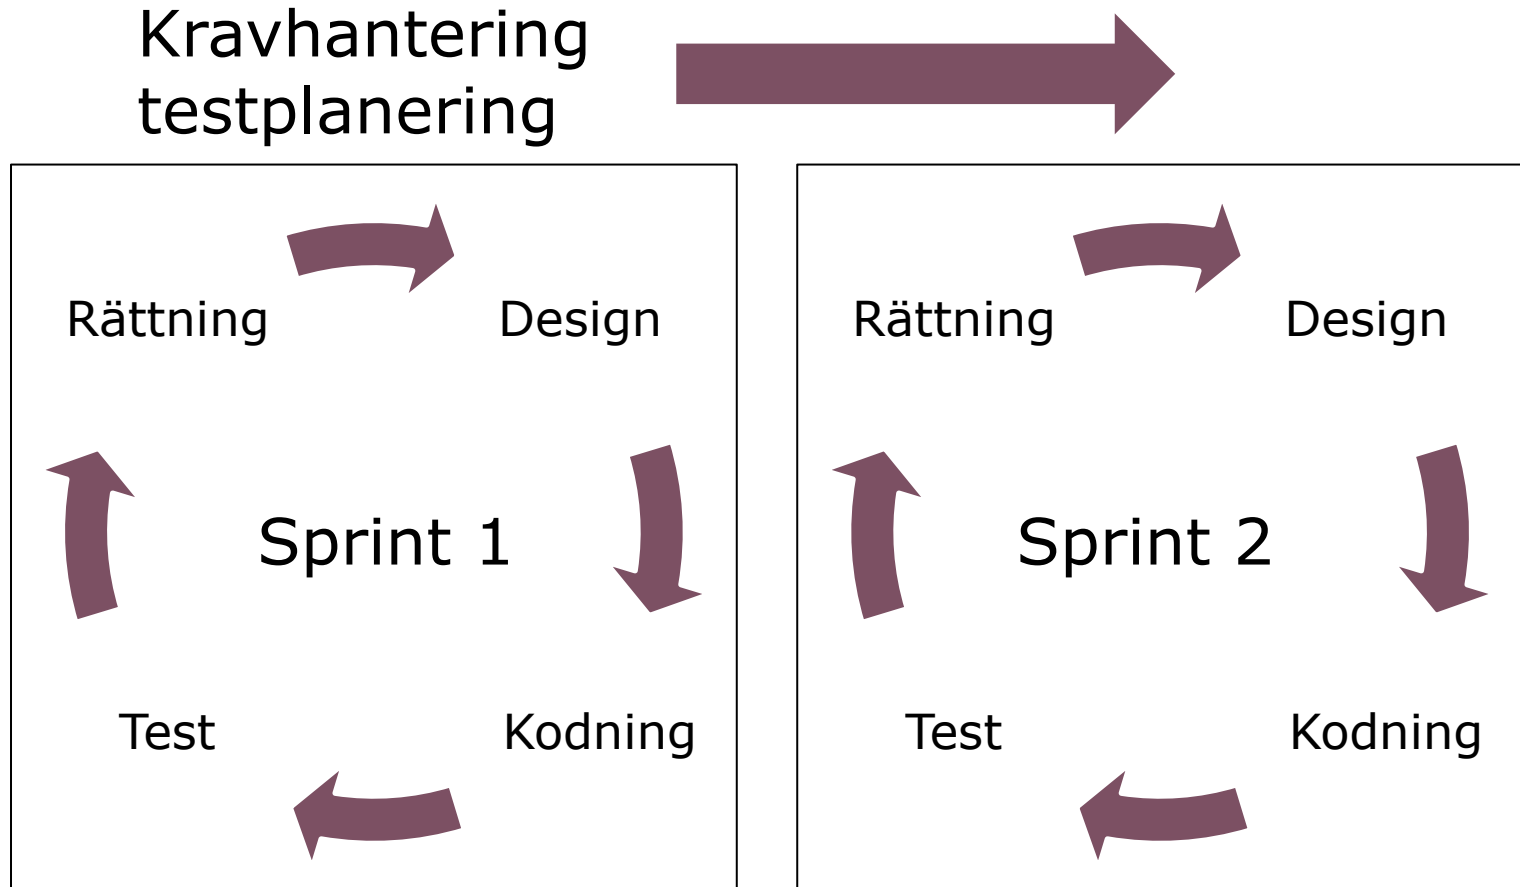 Kravhantering
testplanering
Rättning
Design
Sprint 1
Test
Kodning
Rättning
Design
Sprint 2
Test
Kodning